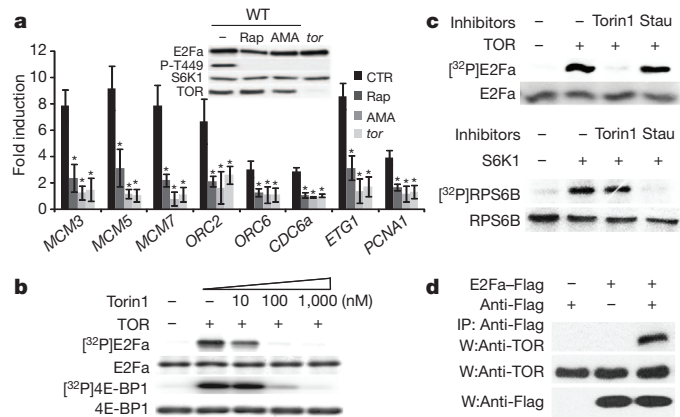 a
WT
– Rap AMA tor
E2Fa
P-T449
S6K1
TOR
CTR
Rap
AMA
tor
Fold induction
12
10
8
6
4
2
0
* * * * * * * * * * * * * * * * * * * * * * * *
MCM3 MCM5 MCM7 ORC2 ORC6 CDC6a ETG1 PCNA1
b
Torin1 – – 10 100 1,000 (nM)
TOR – + + + +
[³²P]E2Fa
E2Fa
[³²P]4E-BP1
4E-BP1
c
Inhibitors – – Torin1 Stau
TOR – + + +
[³²P]E2Fa
E2Fa
Inhibitors – – Torin1 Stau
S6K1 – + + +
[³²P]RPS6B
RPS6B
d
E2Fa–Flag – + +
Anti-Flag + – +
IP: Anti-Flag
W:Anti-TOR
W:Anti-TOR
W:Anti-Flag